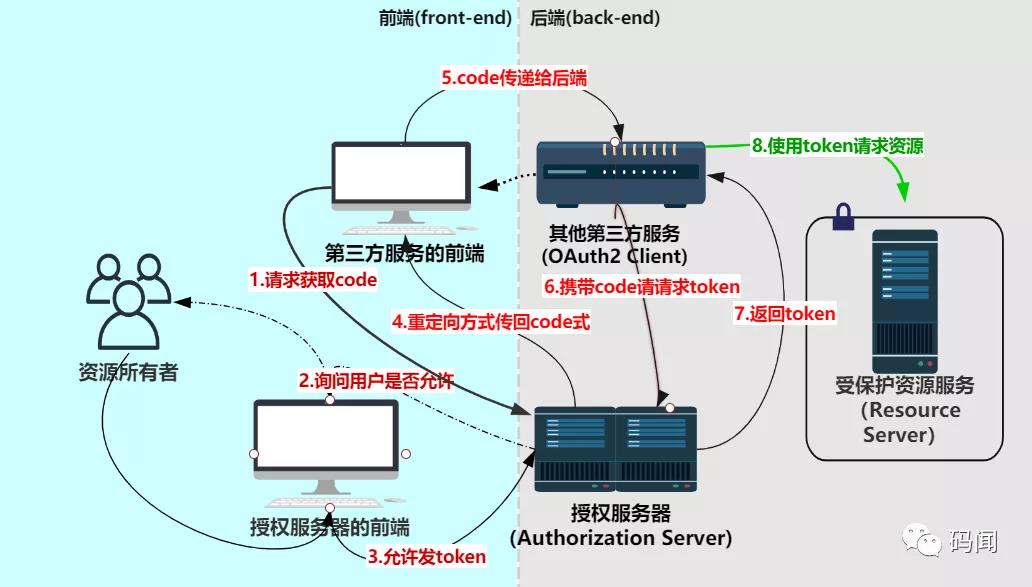 前端(front-end)
后端(back-end)
5.code传递给后端
8.使用token请求资源
第三方服务的前端
其他第三方服务
(OAuth2 Client)
1.请求获取code
6.携带code请请求token
7.返回token
4.重定向方式传回code式
资源所有者
2.询问用户是否允许
受保护资源服务
（Resource
Server）
授权服务器的前端
授权服务器
(Authorization Server)
3.允许发token
码闻